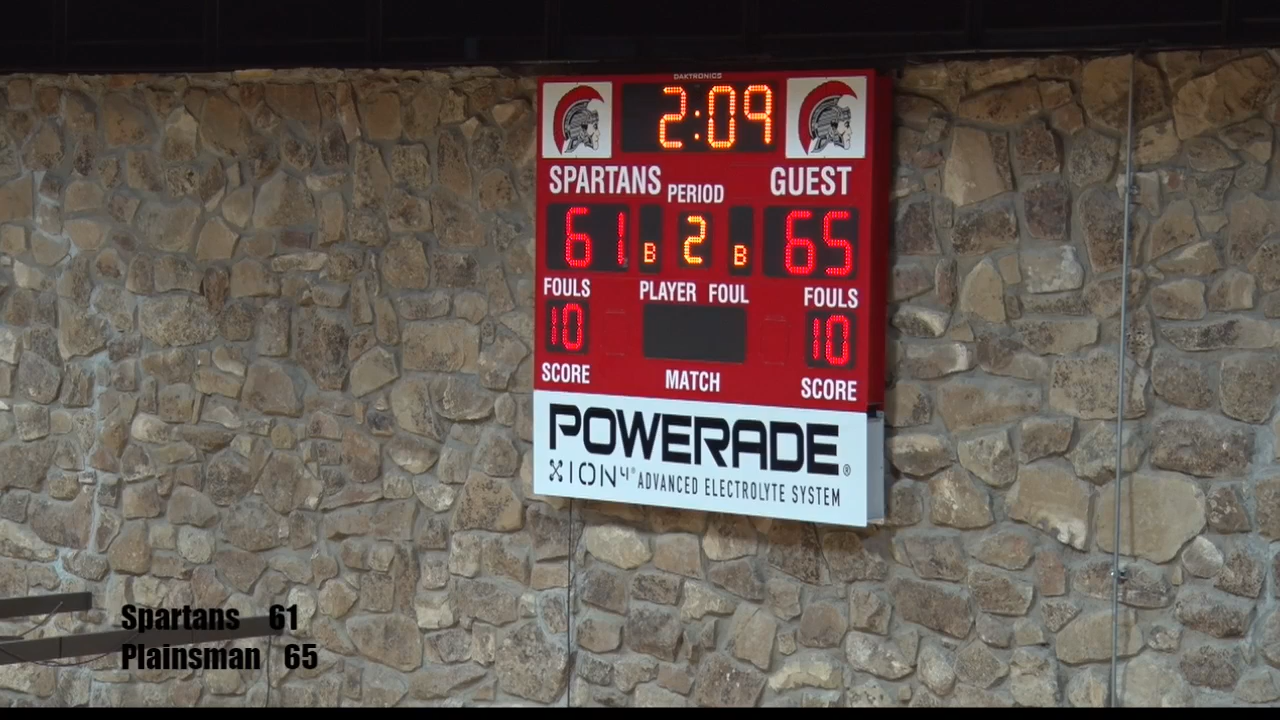 DAKTRONICS
2:09
SPARTANS PERIOD GUEST
61 B 2 B 65
FOULS PLAYER FOUL FOULS
10 10
SCORE MATCH SCORE
POWERADE®
ION4® ADVANCED ELECTROLYTE SYSTEM
Spartans 61
Plainsman 65